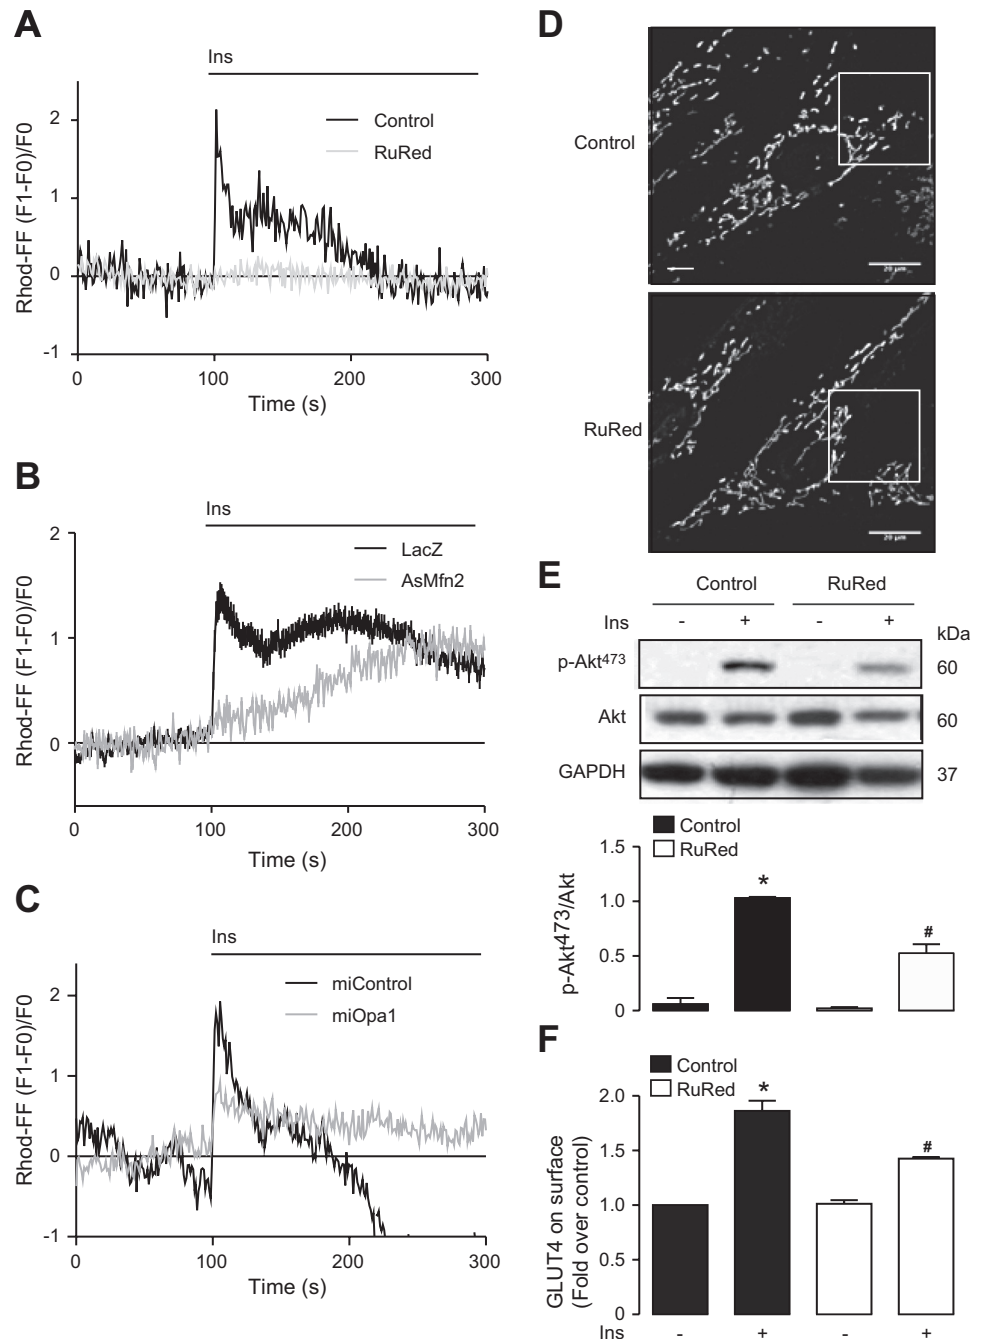 A
Ins
Control
RuRed
Rhod-FF (F1-F0)/F0
2
1
0
-1
0 100 200 300
Time (s)
B
Ins
LacZ
AsMfn2
Rhod-FF (F1-F0)/F0
2
1
0
0 100 200 300
Time (s)
C
Ins
miControl
miOpa1
Rhod-FF (F1-F0)/F0
2
1
0
-1
0 100 200 300
Time (s)
D
Control
20 µm
RuRed
20 µm
E
Control RuRed
Ins - + - +
kDa
p-Akt473 60
Akt 60
GAPDH 37
Control
RuRed
p-Akt473/Akt
1.5
1.0
0.5
0
*
#
F
Control
RuRed
GLUT4 on surface
(Fold over control)
2.0
1.5
1.0
0.5
0
*
#
Ins - + - +